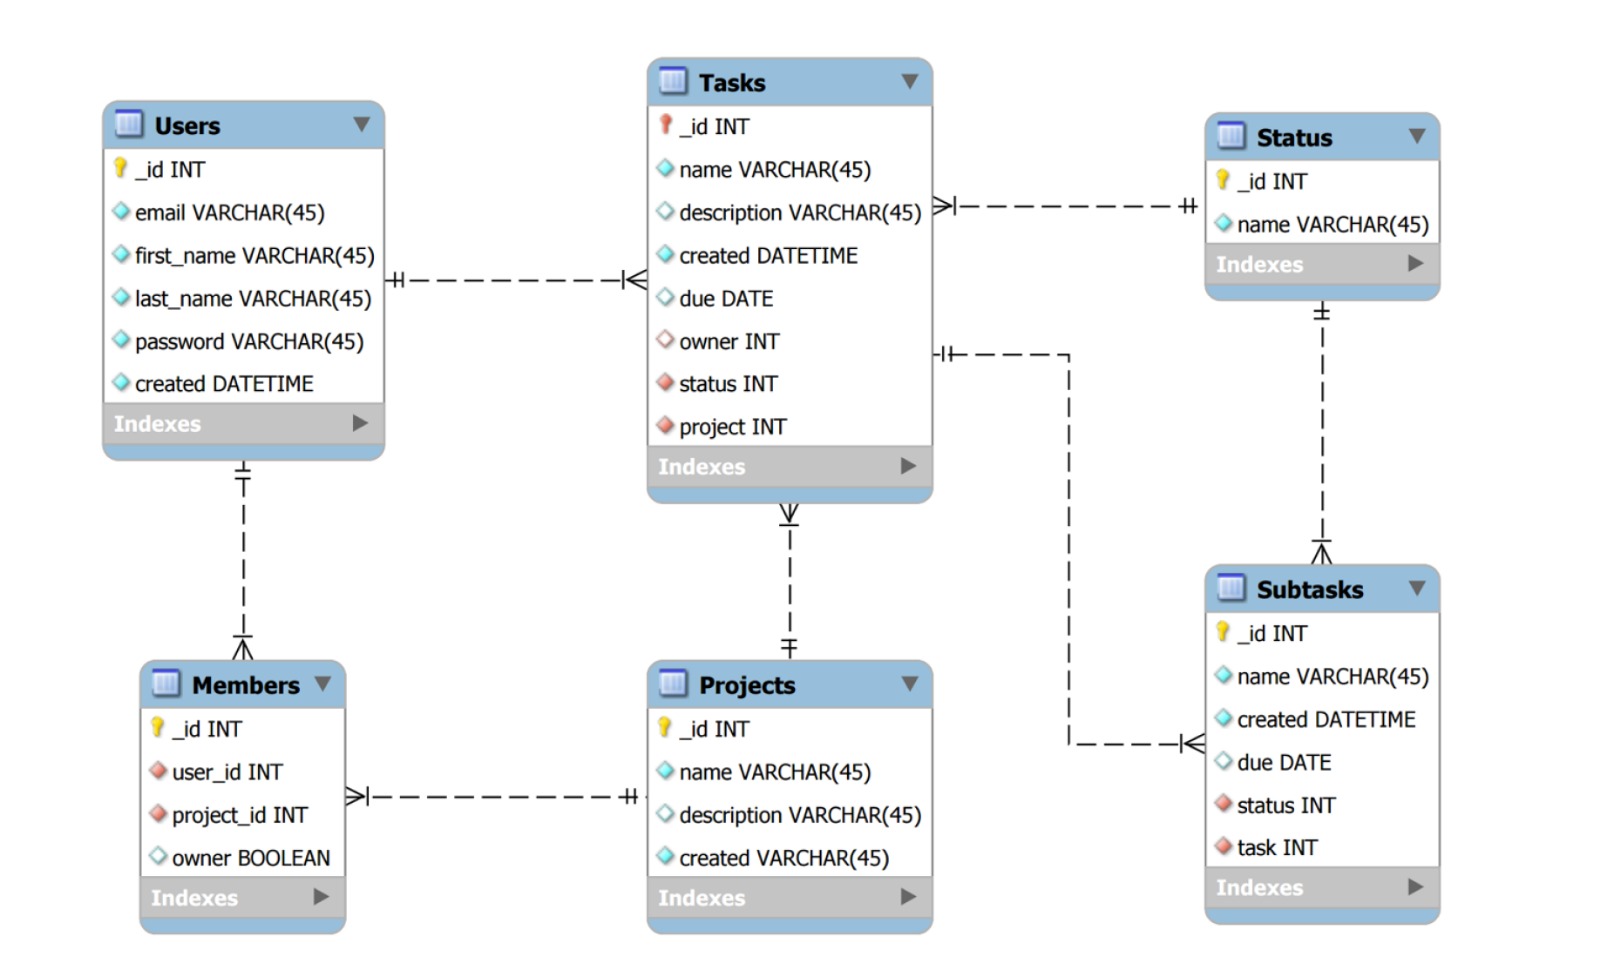 Users
_id INT
email VARCHAR(45)
first_name VARCHAR(45)
last_name VARCHAR(45)
password VARCHAR(45)
created DATETIME
Indexes
Tasks
_id INT
name VARCHAR(45)
description VARCHAR(45)
created DATETIME
due DATE
owner INT
status INT
project INT
Indexes
Status
_id INT
name VARCHAR(45)
Indexes
Members
_id INT
user_id INT
project_id INT
owner BOOLEAN
Indexes
Projects
_id INT
name VARCHAR(45)
description VARCHAR(45)
created VARCHAR(45)
Indexes
Subtasks
_id INT
name VARCHAR(45)
created DATETIME
due DATE
status INT
task INT
Indexes